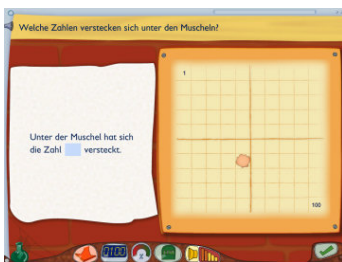 Welche Zahlen verstecken sich unter den Muscheln?
1
Unter der Muschel hat sich
die Zahl versteckt.
100
01:00